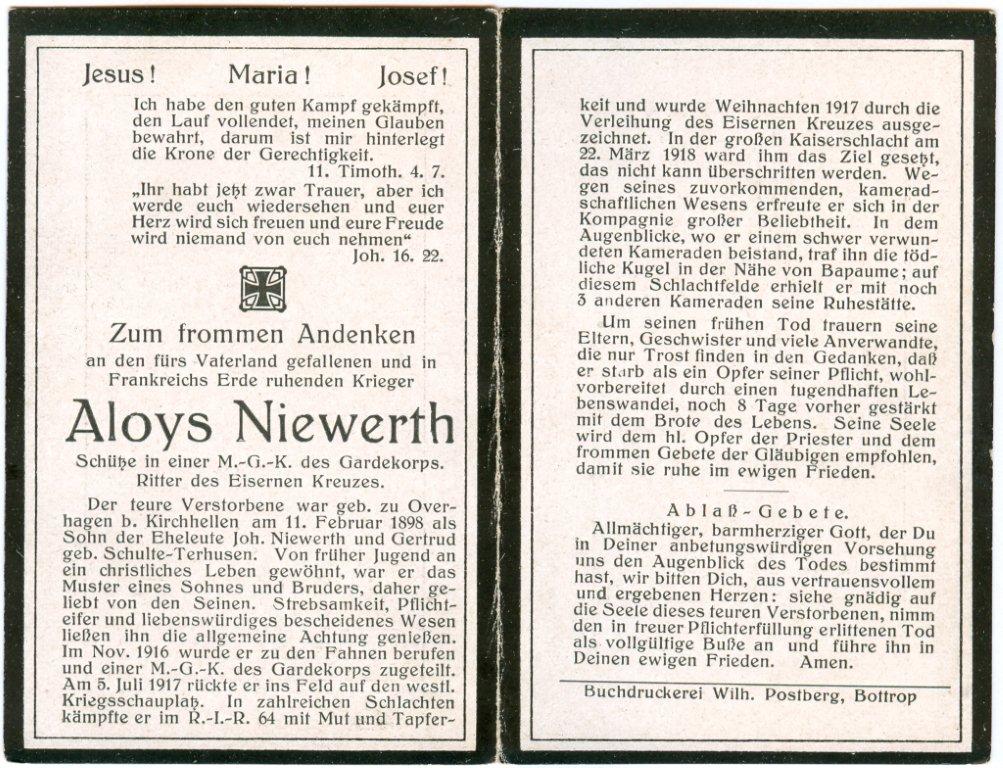 Jesus! Maria! Josef!
Ich habe den guten Kampf gekämpft,
den Lauf vollendet, meinen Glauben
bewahrt, darum ist mir hinterlegt
die Krone der Gerechtigkeit.
11. Timoth. 4. 7.
„Ihr habt jetzt zwar Trauer, aber ich
werde euch wiedersehen und euer
Herz wird sich freuen und eure Freude
wird niemand von euch nehmen“
Joh. 16. 22.
Zum frommen Andenken
an den fürs Vaterland gefallenen und in
Frankreichs Erde ruhenden Krieger
Aloys Niewerth
Schütze in einer M.-G.-K. des Gardekorps.
Ritter des Eisernen Kreuzes.
Der teure Verstorbene war geb. zu Over-
hagen b. Kirchhellen am 11. Februar 1898 als
Sohn der Eheleute Joh. Niewerth und Gertrud
geb. Schulte-Terhusen. Von früher Jugend an
ein christliches Leben gewöhnt, war er das
Muster eines Sohnes und Bruders, daher ge-
liebt von den Seinen. Strebsamkeit, Pflicht-
eifer und liebenswürdiges bescheidenes Wesen
ließen ihn die allgemeine Achtung genießen.
Im Nov. 1916 wurde er zu den Fahnen berufen
und einer M.-G.-K. des Gardekorps zugeteilt.
Am 5. Juli 1917 rückte er ins Feld auf den westl.
Kriegsschauplatz. In zahlreichen Schlachten
kämpfte er im R.-I.-R. 64 mit Mut und Tapfer-
keit und wurde Weihnachten 1917 durch die
Verleihung des Eisernen Kreuzes ausge-
zeichnet. In der großen Kaiserschlacht am
22. März 1918 ward ihm das Ziel gesetzt,
das nicht kann überschritten werden. We-
gen seines zuvorkommenden, kamerad-
schaftlichen Wesens erfreute er sich in der
Kompagnie großer Beliebtheit. In dem
Augenblicke, wo er einem schwer verwun-
deten Kameraden beistand, traf ihn die töd-
liche Kugel in der Nähe von Bapaume; auf
diesem Schlachtfelde erhielt er mit noch
3 anderen Kameraden seine Ruhestätte.
Um seinen frühen Tod trauern seine
Eltern, Geschwister und viele Anverwandte,
die nur Trost finden in den Gedanken, daß
er starb als ein Opfer seiner Pflicht, wohl-
vorbereitet durch einen tugendhaften Le-
benswandel, noch 8 Tage vorher gestärkt
mit dem Brote des Lebens. Seine Seele
wird dem hl. Opfer der Priester und dem
frommen Gebete der Gläubigen empfohlen,
damit sie ruhe im ewigen Frieden.
Ablaß-Gebete.
Allmächtiger, barmherziger Gott, der Du
in Deiner anbetungswürdigen Vorsehung
uns den Augenblick des Todes bestimmt
hast, wir bitten Dich, aus vertrauensvollem
und ergebenen Herzen: siehe gnädig auf
die Seele dieses teuren Verstorbenen, nimm
den in treuer Pflichterfüllung erlittenen Tod
als vollgültige Buße an und führe ihn in
Deinen ewigen Frieden. Amen.
Buchdruckerei Wilh. Postberg, Bottrop